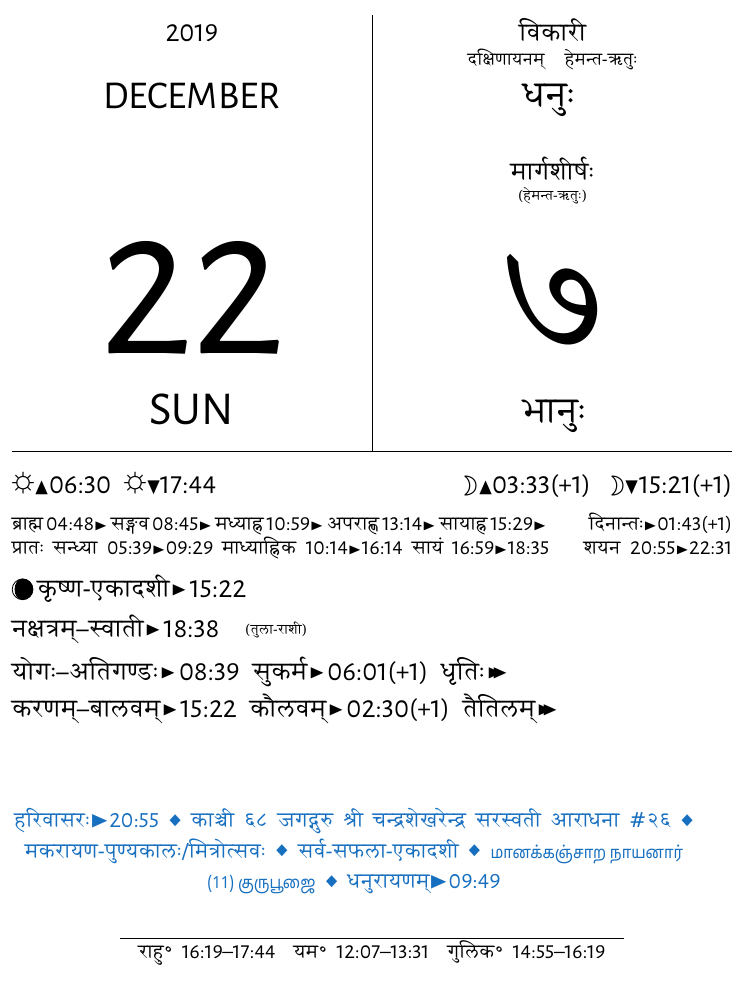 2019
DECEMBER
22
SUN
विकारी
दक्षिणायनम् हेमन्त-ऋतुः
धनुः
मार्गशीर्षः
(हेमन्त-ऋतुः)
७
भानुः
☼▲06:30 ☼▼17:44 ☽▲03:33(+1) ☽▼15:21(+1)
ब्राह्म 04:48► सङ्गव 08:45► मध्याह्न 10:59► अपराह्ण 13:14► सायाह्न 15:29► दिनान्तः►01:43(+1)
प्रातः सन्ध्या 05:39►09:29 माध्याह्निक 10:14►16:14 सायं 16:59►18:35 शयन 20:55►22:31
कृष्ण-एकादशी►15:22
नक्षत्रम्–स्वाती►18:38 (तुला-राशी)
योगः–अतिगण्डः►08:39 सुकर्म►06:01(+1) धृतिः►►
करणम्–बालवम्►15:22 कौलवम्►02:30(+1) तैतिलम्►►
हरिवासरः►20:55 ◆ काञ्ची ६८ जगद्गुरु श्री चन्द्रशेखरेन्द्र सरस्वती आराधना #२६ ◆
मकरायण-पुण्यकालः/मित्रोत्सवः ◆ सर्व-सफला-एकादशी ◆ மானக்கஞ்சாற நாயனார்
(11) குருபூஜை ◆ धनुरायणम्►09:49
राहु° 16:19–17:44 यम° 12:07–13:31 गुलिक° 14:55–16:19